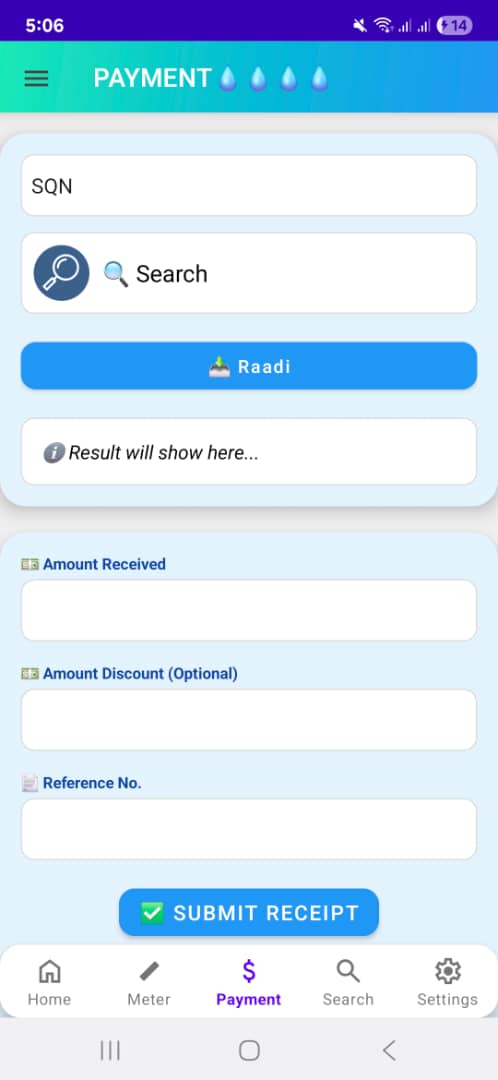 5:06
14
PAYMENT💧💧💧💧
SQN
🔍 Search
📥 Raadi
ℹ️ Result will show here...
💵 Amount Received
💵 Amount Discount (Optional)
🧾 Reference No.
✅ SUBMIT RECEIPT
Home
Meter
Payment
Search
Settings